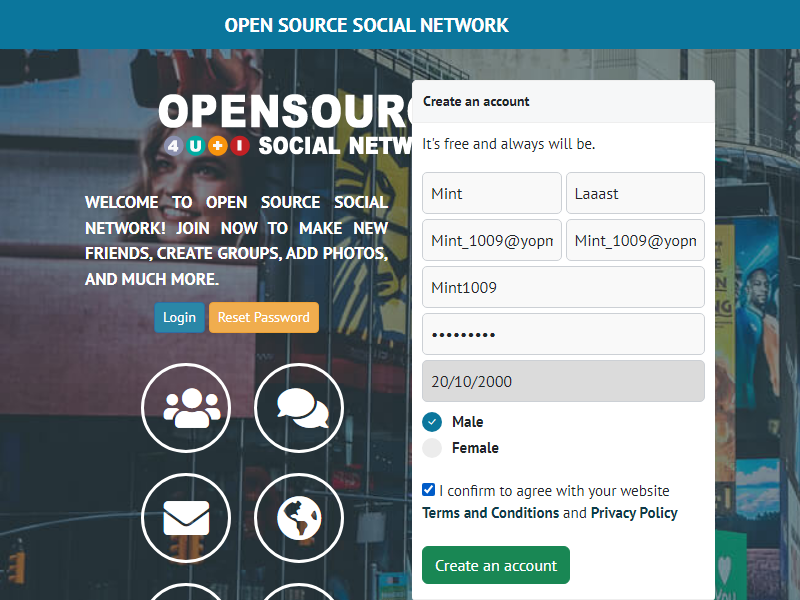 OPEN SOURCE SOCIAL NETWORK
OPENSOUR
4 U + I SOCIAL NETW
WELCOME TO OPEN SOURCE SOCIAL
NETWORK! JOIN NOW TO MAKE NEW
FRIENDS, CREATE GROUPS, ADD PHOTOS,
AND MUCH MORE.
Login Reset Password
Create an account
It's free and always will be.
Mint Laaast
Mint_1009@yopn Mint_1009@yopn
Mint1009
•••••••••
20/10/2000
Male
Female
I confirm to agree with your website
Terms and Conditions and Privacy Policy
Create an account